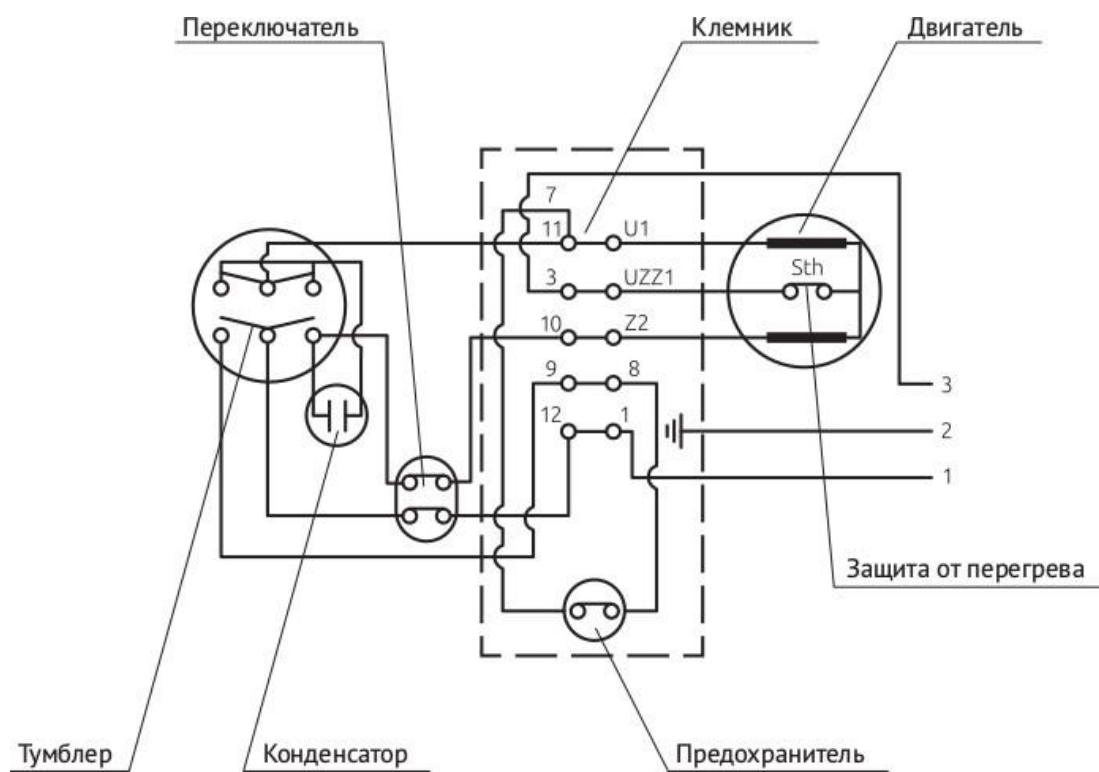 Переключатель
Клемник
Двигатель
7
11
U1
3
UZZ1
Sth
10
Z2
9
8
3
12
1
2
1
Защита от перегрева
Тумблер
Конденсатор
Предохранитель